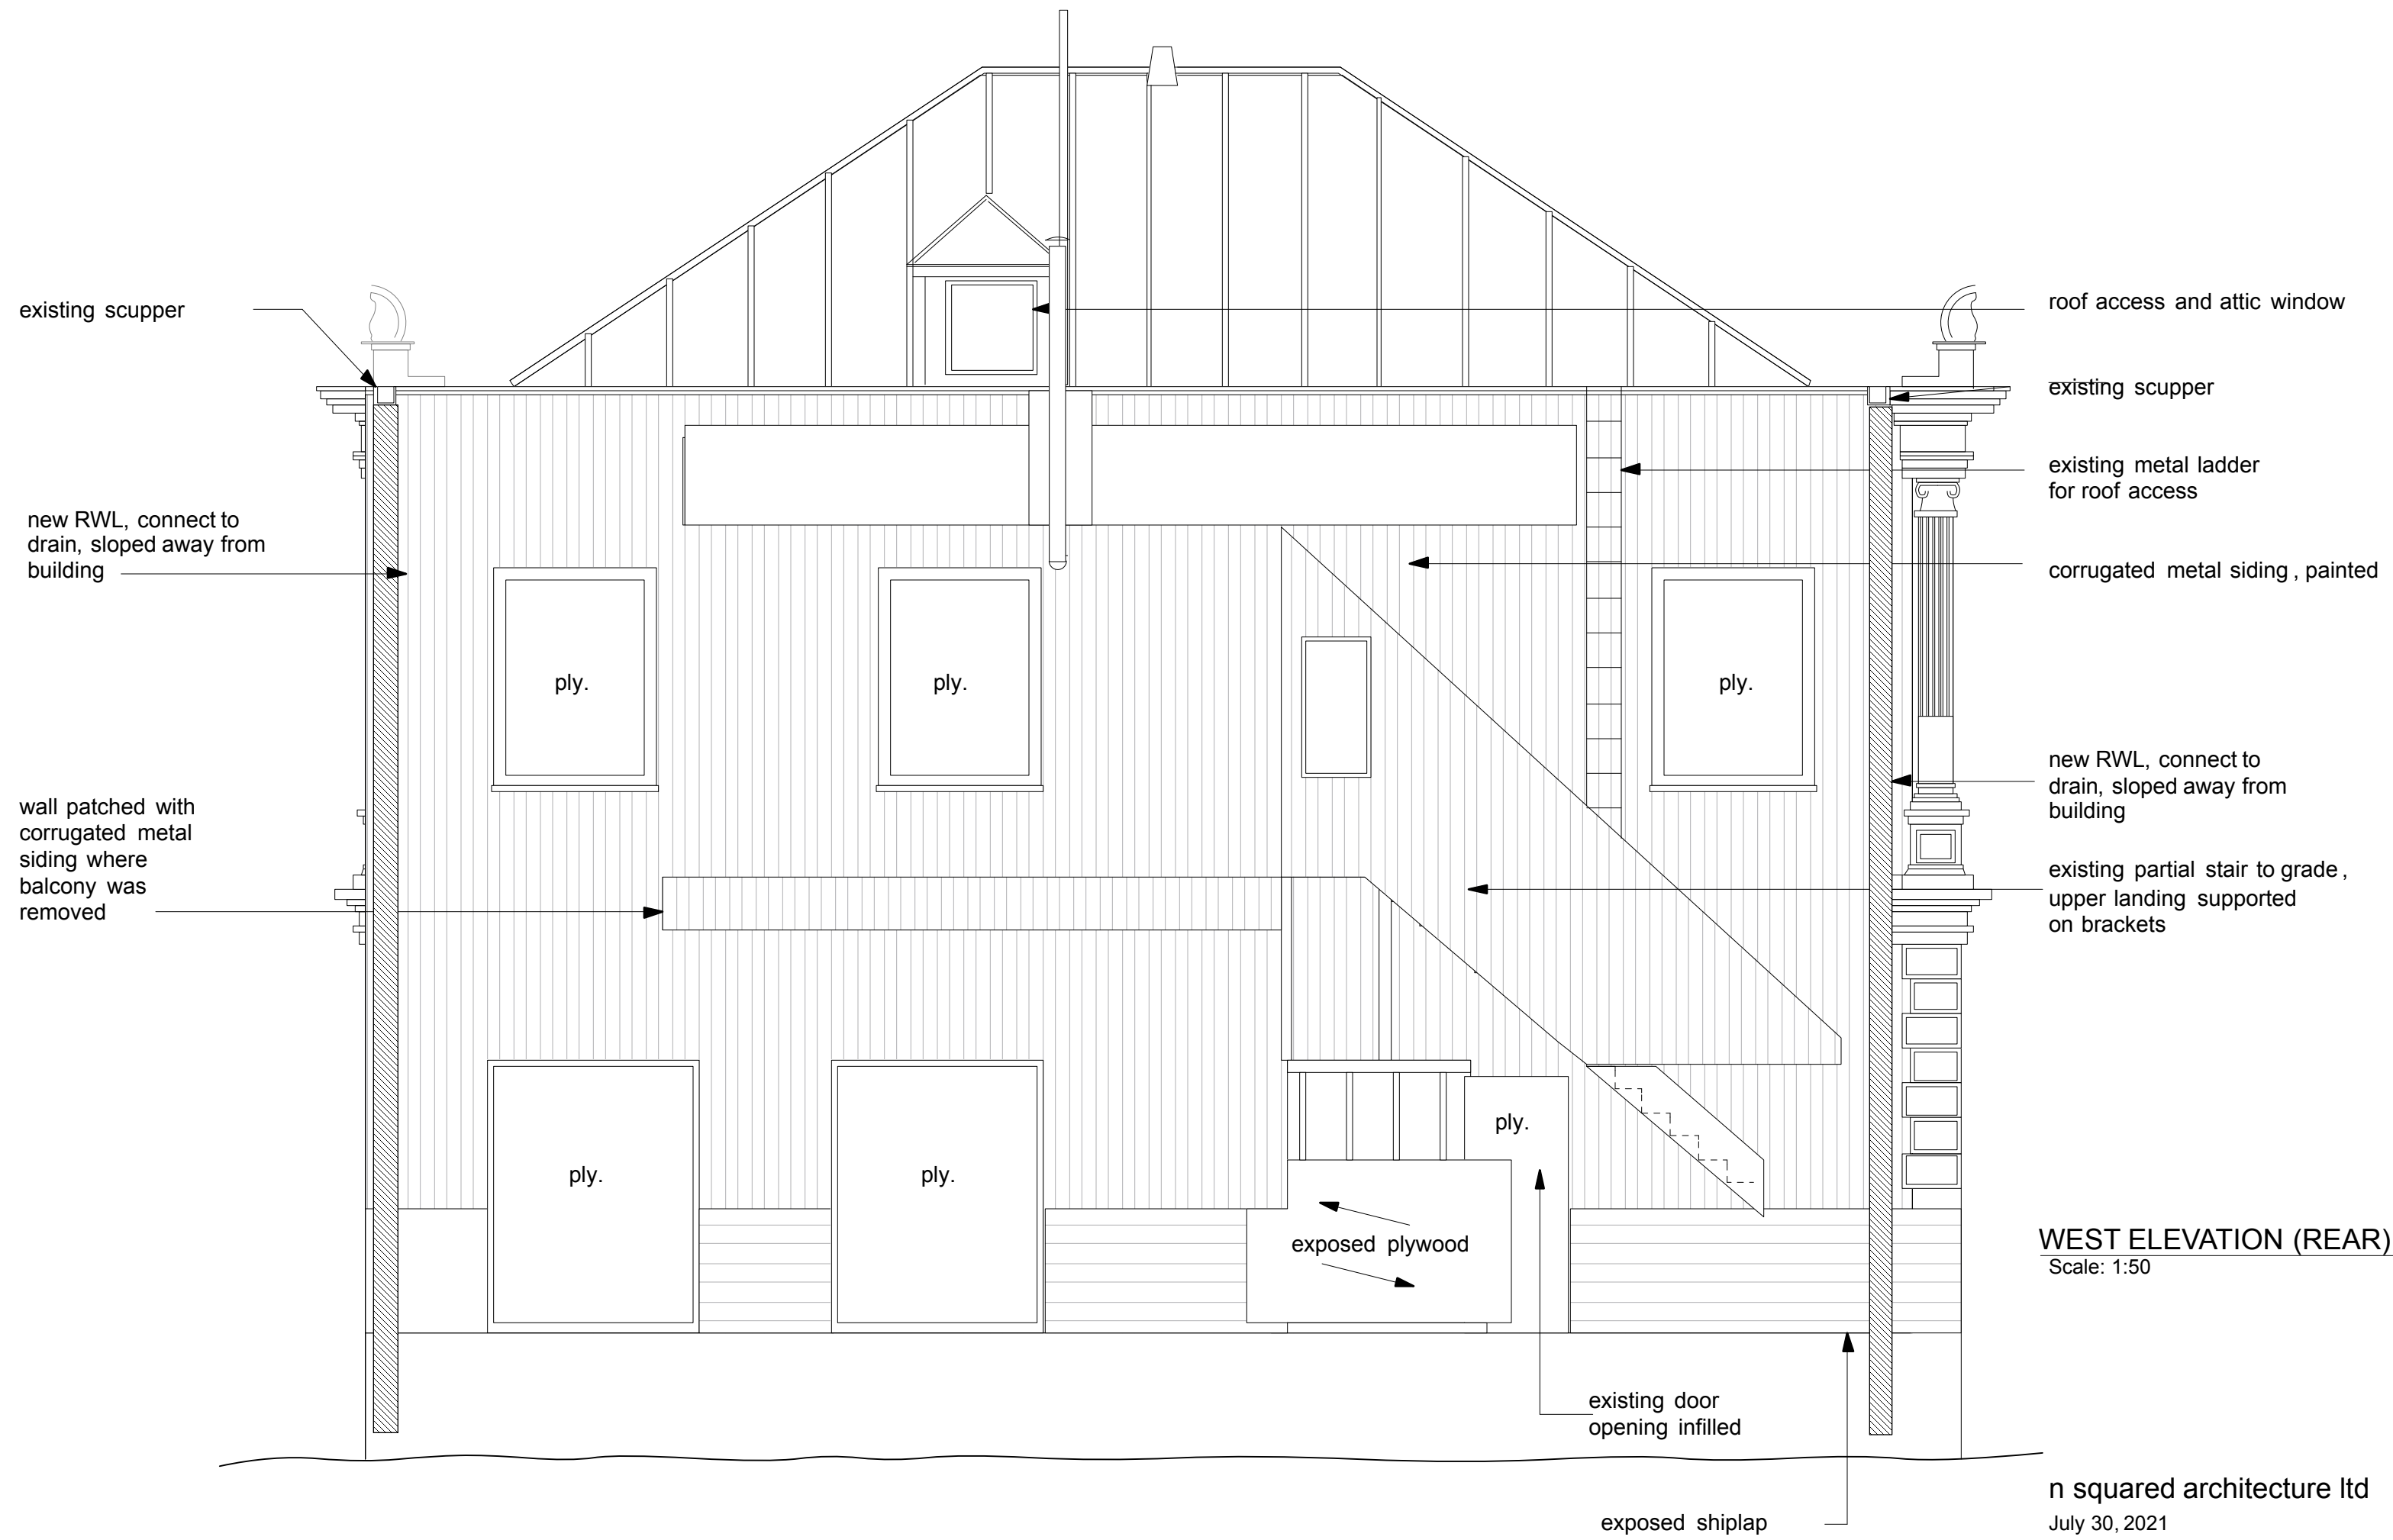 existing scupper
roof access and attic window
existing scupper
existing metal ladder
for roof access
new RWL, connect to
drain, sloped away from
building
corrugated metal siding, painted
ply.
ply.
ply.
new RWL, connect to
drain, sloped away from
building
wall patched with
corrugated metal
siding where
balcony was
removed
existing partial stair to grade,
upper landing supported
on brackets
ply.
ply.
ply.
exposed plywood
WEST ELEVATION (REAR)
Scale: 1:50
existing door
opening infilled
exposed shiplap
n squared architecture ltd
July 30, 2021